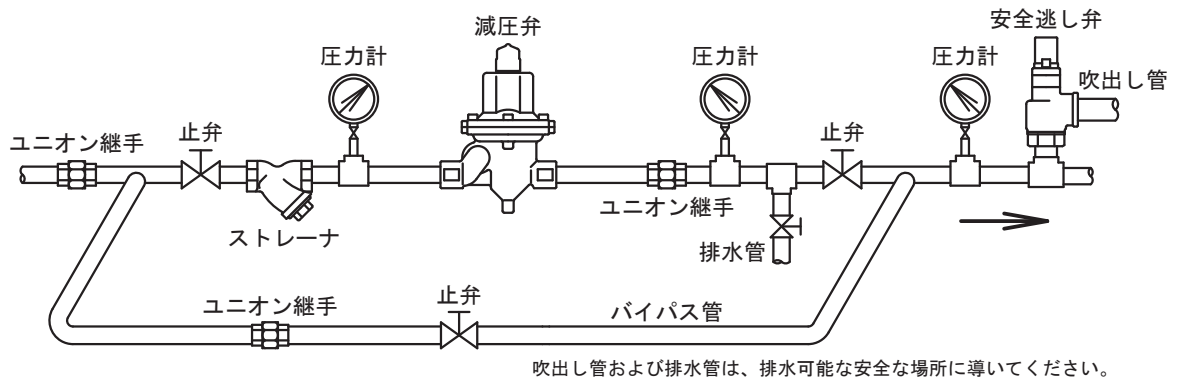 安全逃し弁
減圧弁
圧力計
圧力計
圧力計
吹出し管
ユニオン継手
止弁
止弁
ストレーナ
ユニオン継手
排水管
ユニオン継手
止弁
バイパス管
吹出し管および排水管は、排水可能な安全な場所に導いてください。